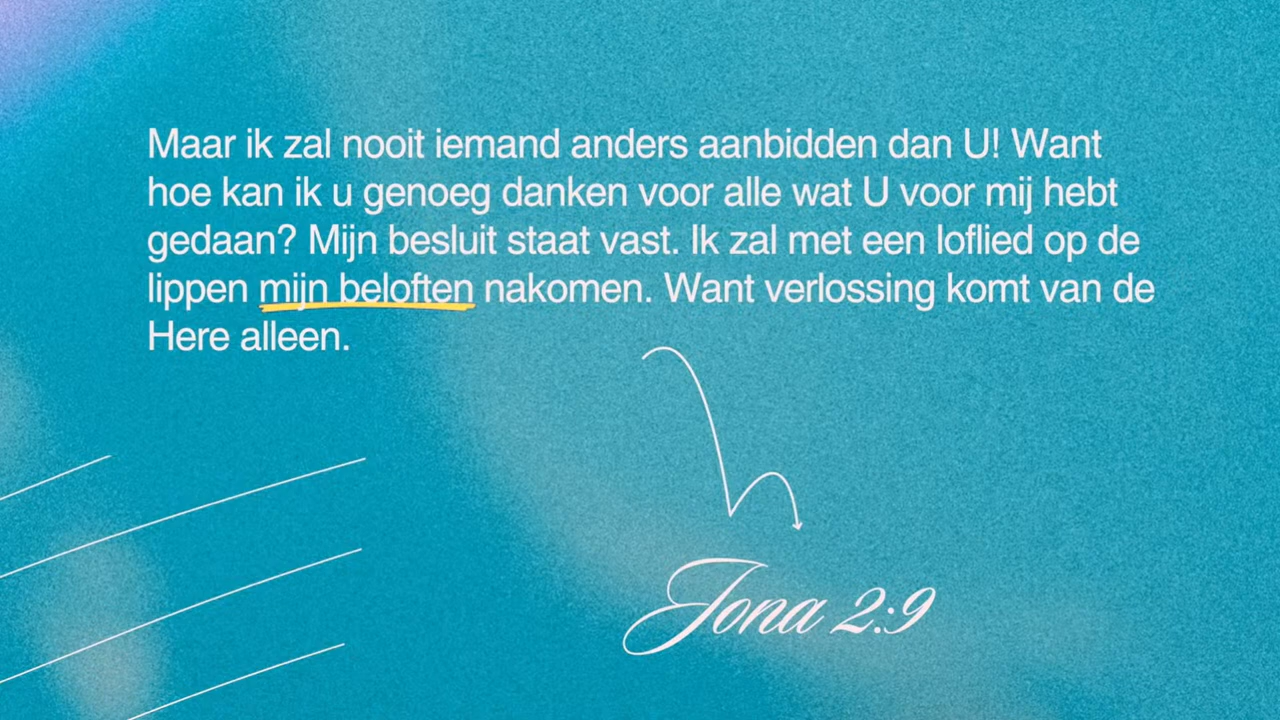 Maar ik zal nooit iemand anders aanbidden dan U! Want
hoe kan ik u genoeg danken voor alle wat U voor mij hebt
gedaan? Mijn besluit staat vast. Ik zal met een loflied op de
lippen mijn beloften nakomen. Want verlossing komt van de
Here alleen.
Jona 2:9